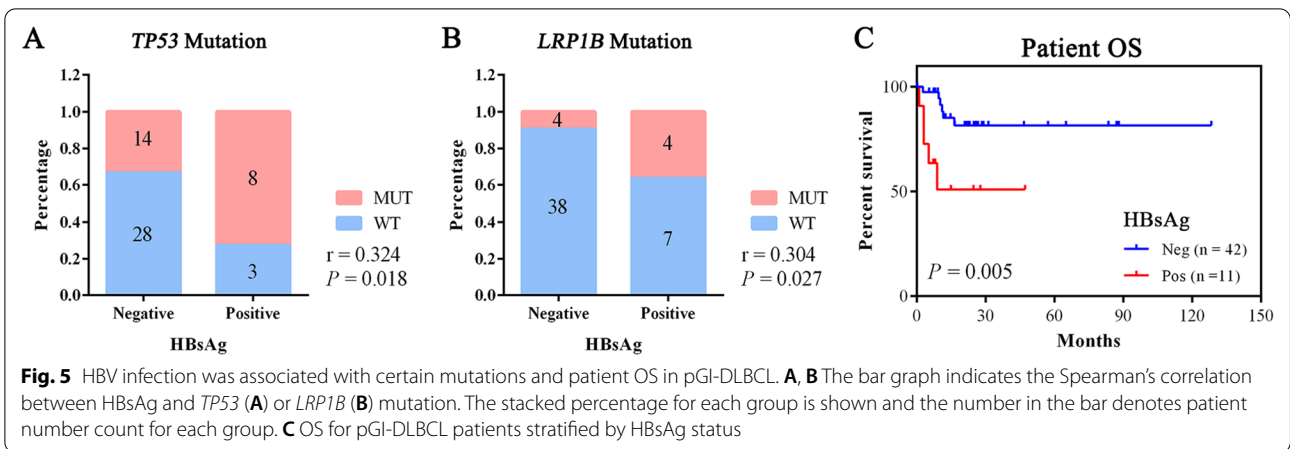 A
TP53 Mutation
Percentage
1.2
1.0
0.8
0.6
0.4
0.2
0.0
14
28
8
3
Negative
Positive
HBsAg
MUT
WT
r = 0.324
P = 0.018
B
LRP1B Mutation
Percentage
1.2
1.0
0.8
0.6
0.4
0.2
0.0
4
38
4
7
Negative
Positive
HBsAg
MUT
WT
r = 0.304
P = 0.027
C
Patient OS
Percent survival
100
50
0
P = 0.005
HBsAg
Neg (n = 42)
Pos (n =11)
0 30 60 90 120 150
Months
Fig. 5 HBV infection was associated with certain mutations and patient OS in pGI-DLBCL. A, B The bar graph indicates the Spearman's correlation
between HBsAg and TP53 (A) or LRP1B (B) mutation. The stacked percentage for each group is shown and the number in the bar denotes patient
number count for each group. C OS for pGI-DLBCL patients stratified by HBsAg status